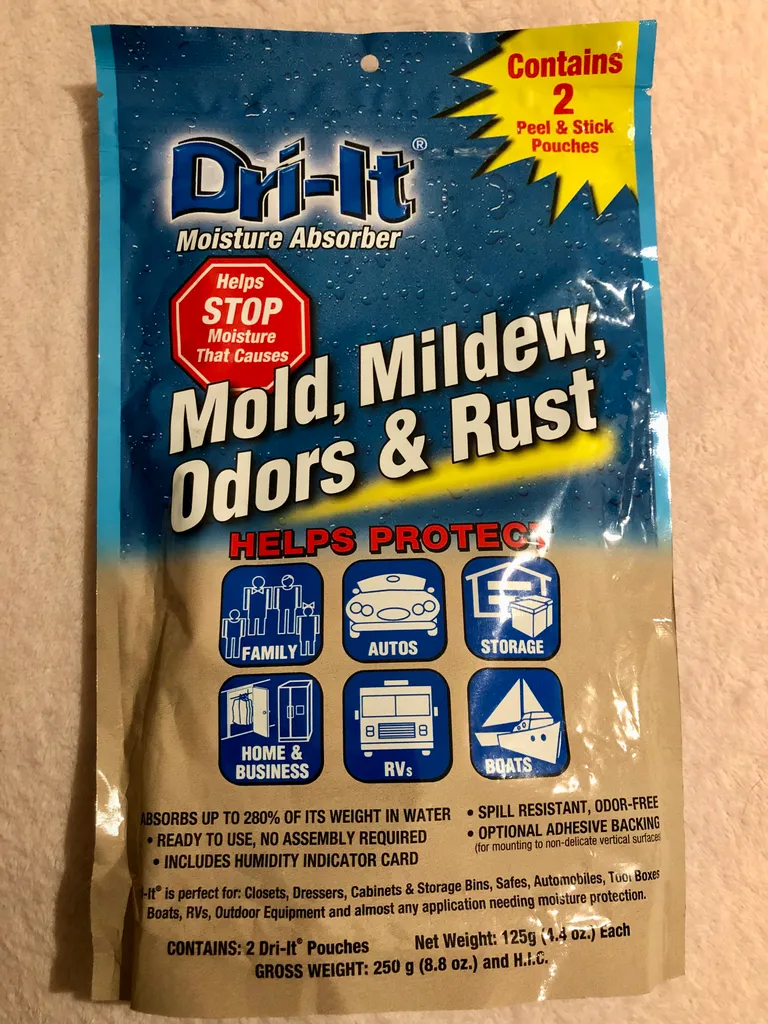 Contains
2
Peel & Stick
Pouches
Dri-It®
Moisture Absorber
Helps
STOP
Moisture
That Causes
Mold, Mildew,
Odors & Rust
HELPS PROTECT
FAMILY
AUTOS
STORAGE
HOME &
BUSINESS
RVs
BOATS
ABSORBS UP TO 280% OF ITS WEIGHT IN WATER
• READY TO USE, NO ASSEMBLY REQUIRED
• INCLUDES HUMIDITY INDICATOR CARD
• SPILL RESISTANT, ODOR-FREE
• OPTIONAL ADHESIVE BACKING
(for mounting to non-delicate vertical surfaces
-It® is perfect for: Closets, Dressers, Cabinets & Storage Bins, Safes, Automobiles, Tool Boxes
Boats, RVs, Outdoor Equipment and almost any application needing moisture protection.
CONTAINS: 2 Dri-It® Pouches
Net Weight: 125g (4.4 oz.) Each
GROSS WEIGHT: 250 g (8.8 oz.) and H.I.C.